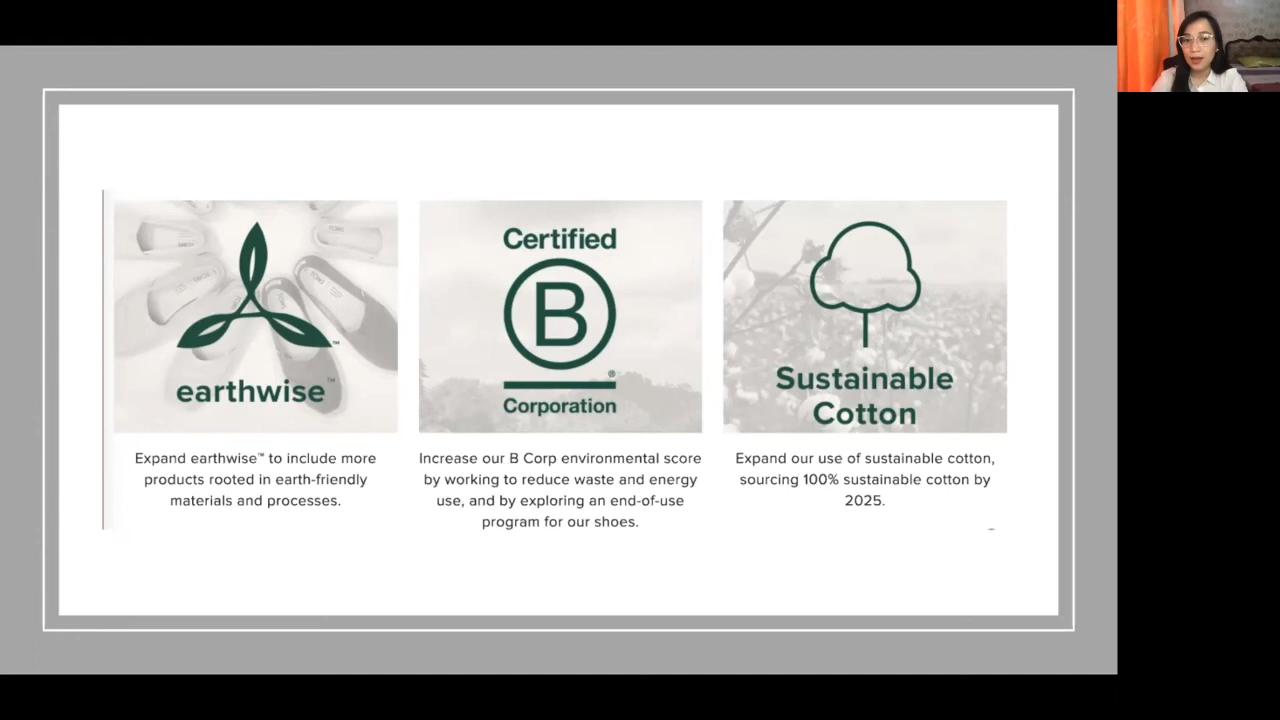 earthwise™
Expand earthwise™ to include more
products rooted in earth-friendly
materials and processes.
Certified
B
®
Corporation
Increase our B Corp environmental score
by working to reduce waste and energy
use, and by exploring an end-of-use
program for our shoes.
Sustainable
Cotton
Expand our use of sustainable cotton,
sourcing 100% sustainable cotton by
2025.